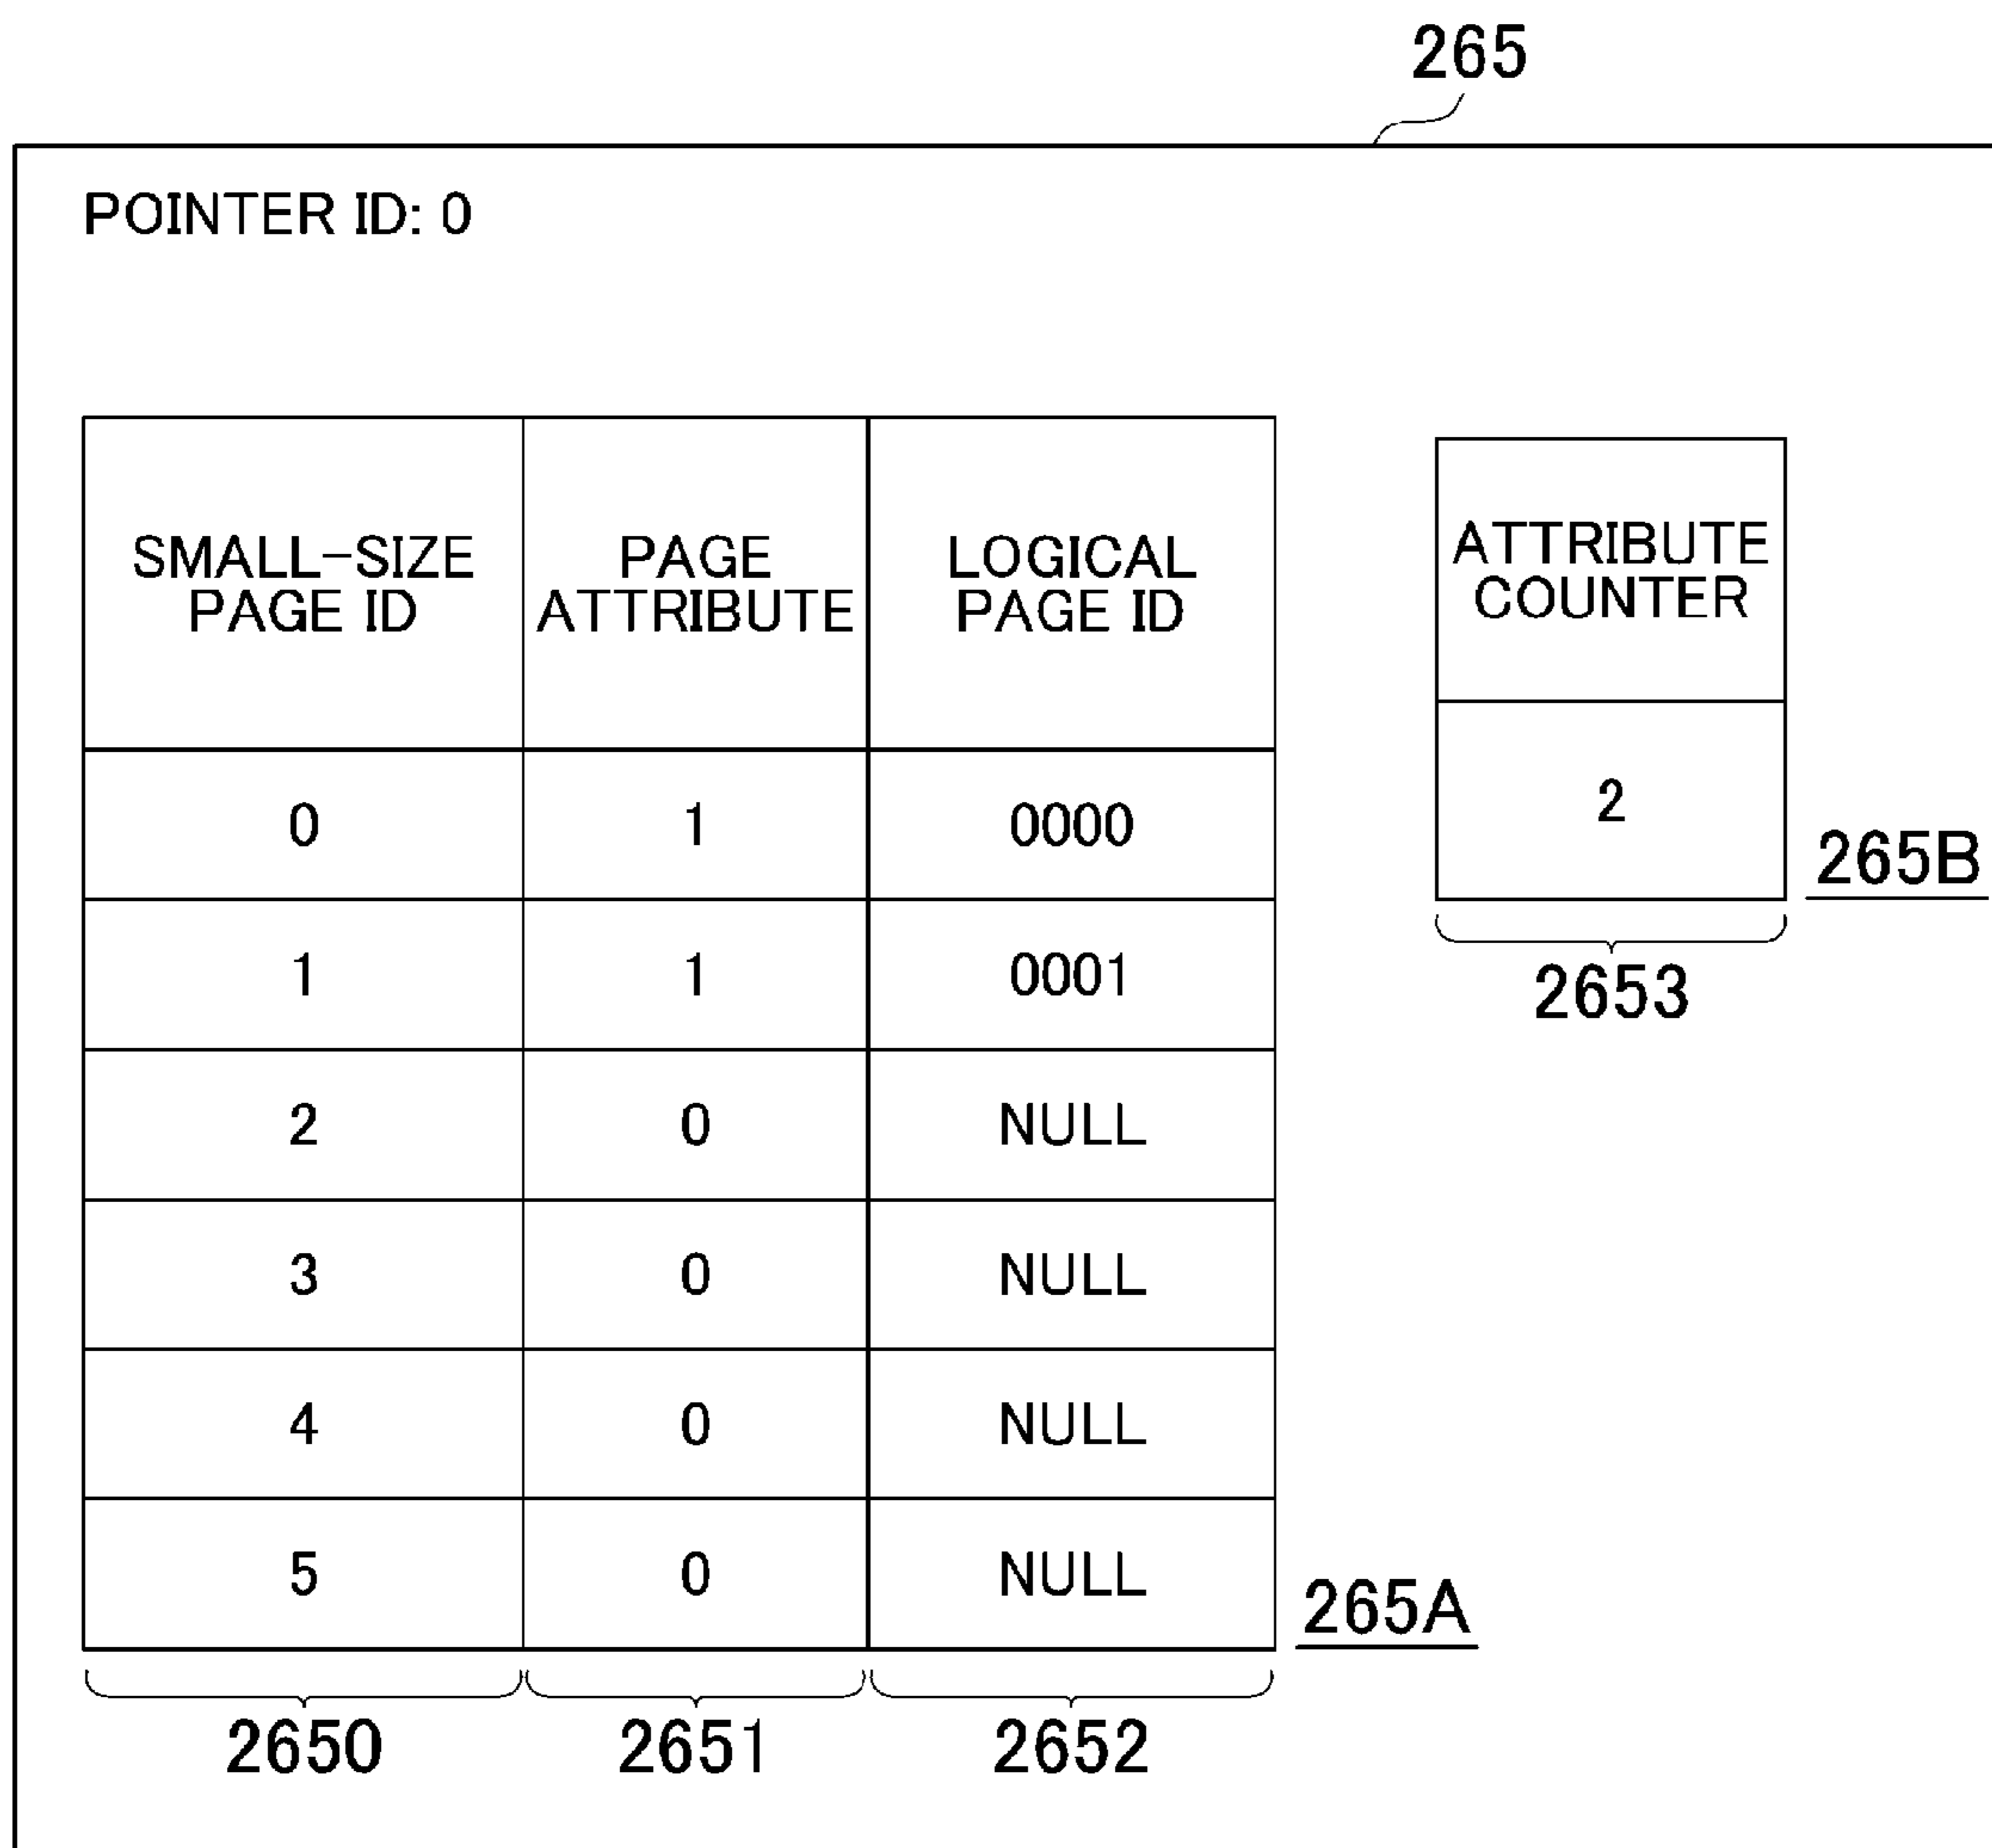 265
POINTER ID: 0
SMALL-SIZE
PAGE ID
PAGE
ATTRIBUTE
LOGICAL
PAGE ID
0 1 0000
1 1 0001
2 0 NULL
3 0 NULL
4 0 NULL
5 0 NULL
265A
2650 2651 2652
ATTRIBUTE
COUNTER
2
265B
2653